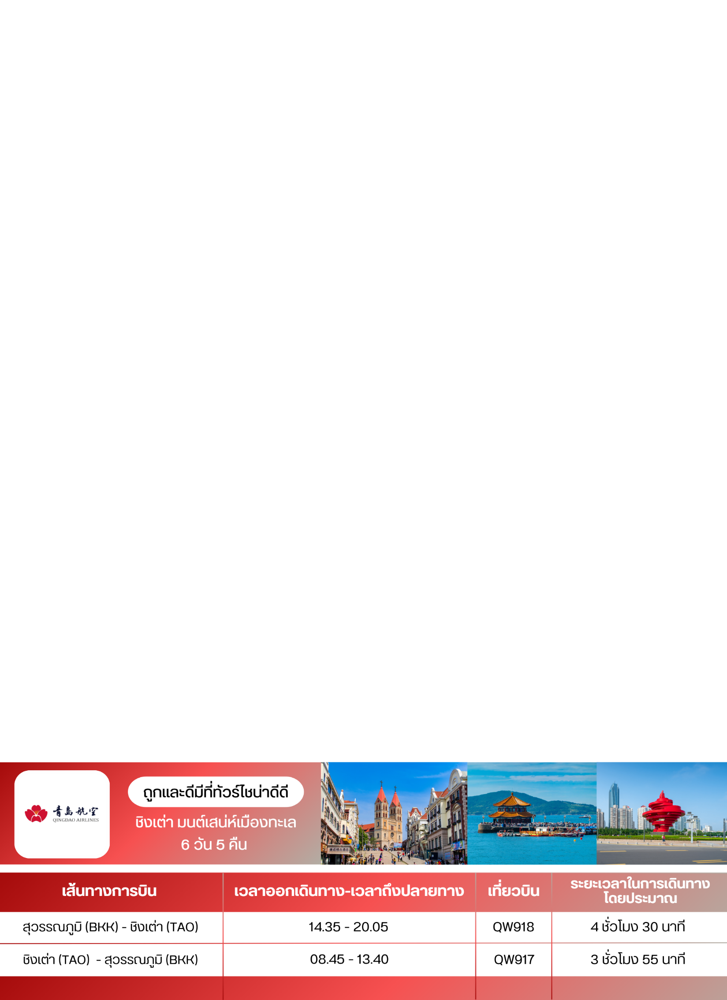 青島航空
QINGDAO AIRLINES
ถูกและดีมีที่ทัวร์ไชน่าดีดี
ชิงเต่า มนต์เสน่ห์เมืองทะเล
6 วัน 5 คืน
เส้นทางการบิน เวลาออกเดินทาง-เวลาถึงปลายทาง เที่ยวบิน ระยะเวลาในการเดินทาง
โดยประมาณ
สุวรรณภูมิ (BKK) - ชิงเต่า (TAO) 14.35 - 20.05 QW918 4 ชั่วโมง 30 นาที
ชิงเต่า (TAO) - สุวรรณภูมิ (BKK) 08.45 - 13.40 QW917 3 ชั่วโมง 55 นาที